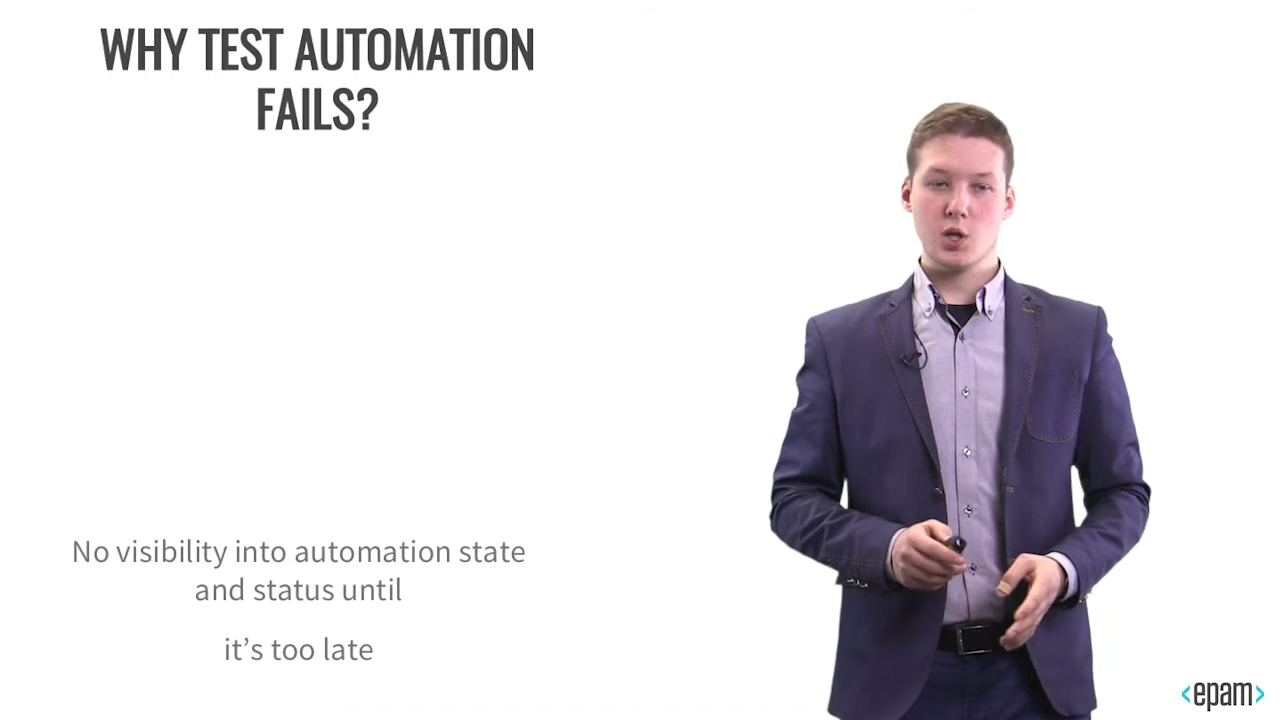 WHY TEST AUTOMATION
FAILS?
No visibility into automation state
and status until
it’s too late
<epam>